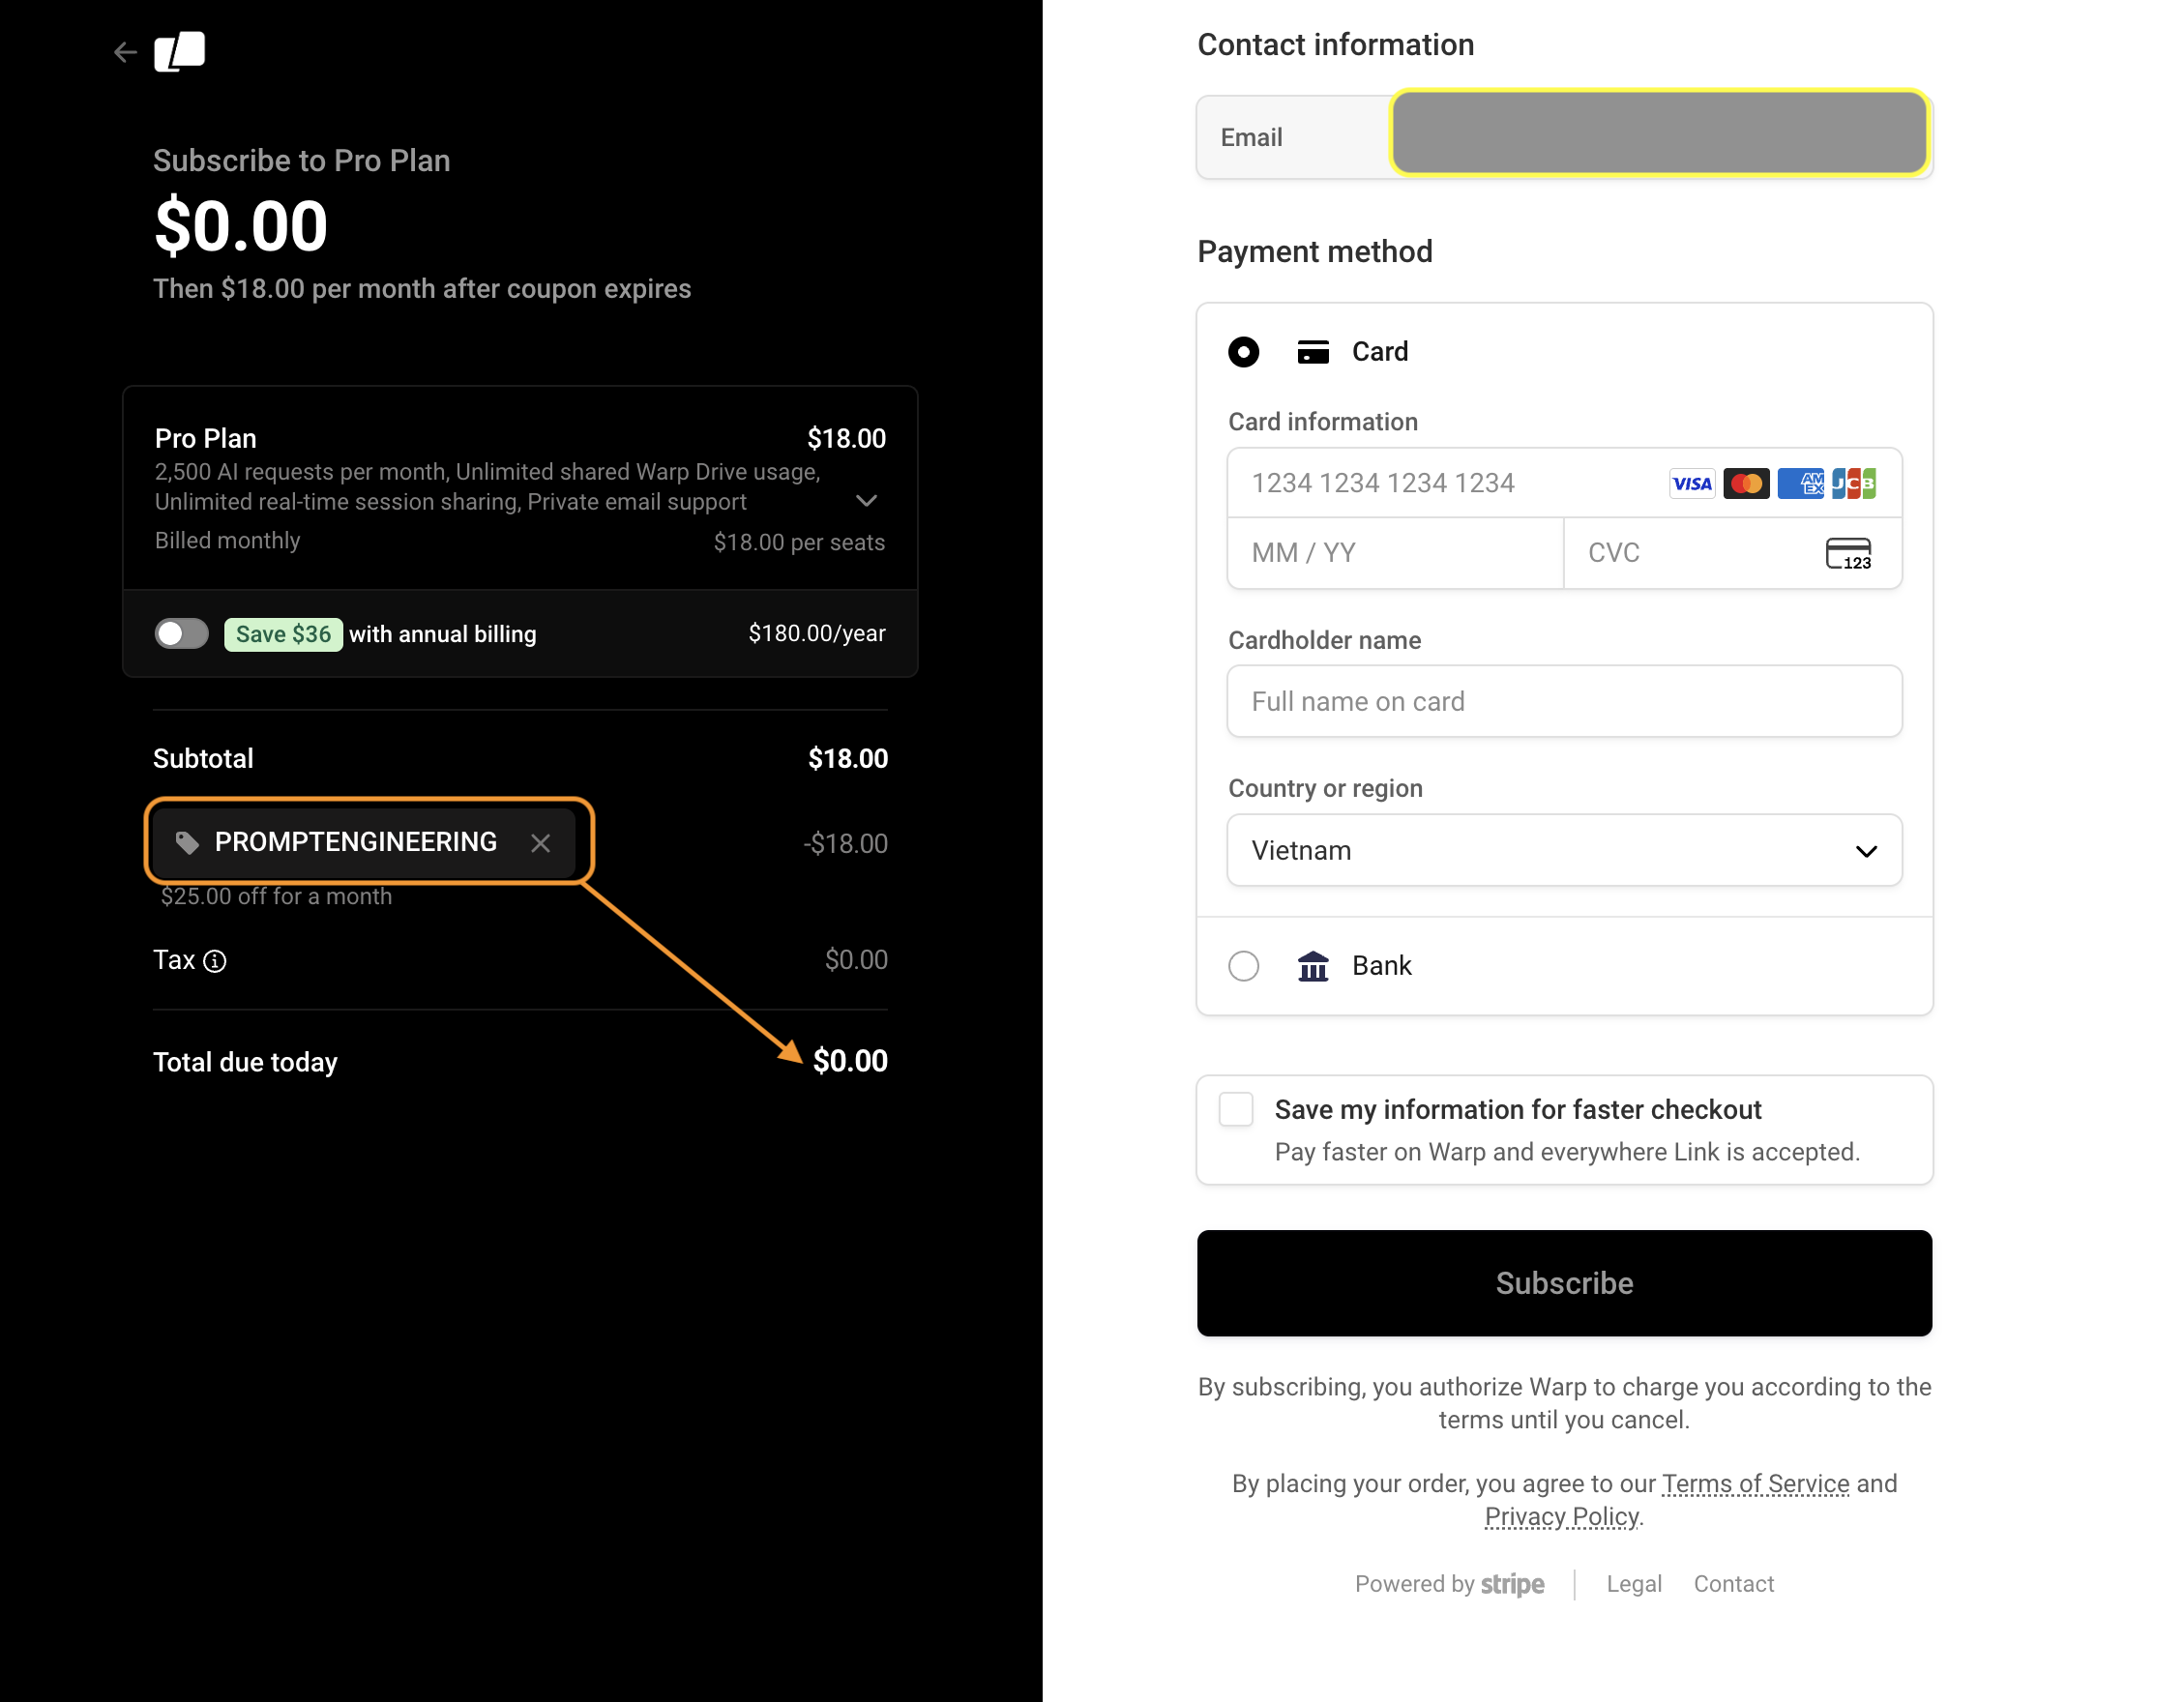 Subscribe to Pro Plan
$0.00
Then $18.00 per month after coupon expires
Pro Plan $18.00
2,500 AI requests per month, Unlimited shared Warp Drive usage,
Unlimited real-time session sharing, Private email support
Billed monthly $18.00 per seats
Save $36 with annual billing $180.00/year
Subtotal $18.00
PROMPTENGINEERING -$18.00
$25.00 off for a month
Tax $0.00
Total due today $0.00
Contact information
Email
Payment method
Card
Card information
1234 1234 1234 1234 VISA AM EX JCB
MM / YY CVC 123
Cardholder name
Full name on card
Country or region
Vietnam
Bank
Save my information for faster checkout
Pay faster on Warp and everywhere Link is accepted.
Subscribe
By subscribing, you authorize Warp to charge you according to the
terms until you cancel.
By placing your order, you agree to our Terms of Service and
Privacy Policy.
Powered by stripe Legal Contact